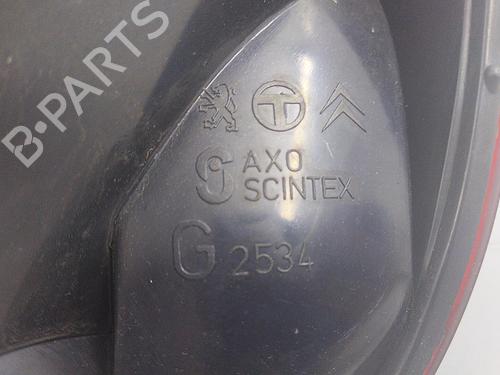 B-PARTS
AXO
SCINTEX
G 2534